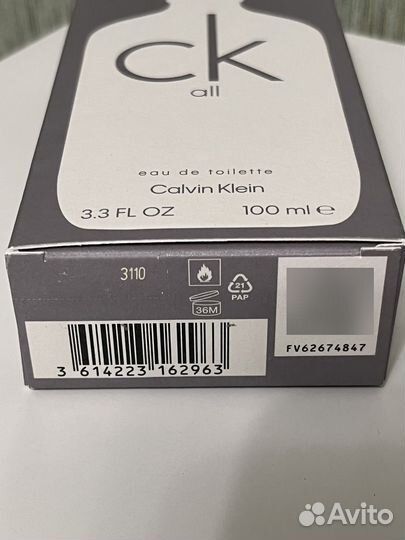 ck
all
eau de toilette
Calvin Klein
3.3 FL OZ 100 ml ℮
3110
21
PAP
36M
FV62674847
3 614223 162963
Avito